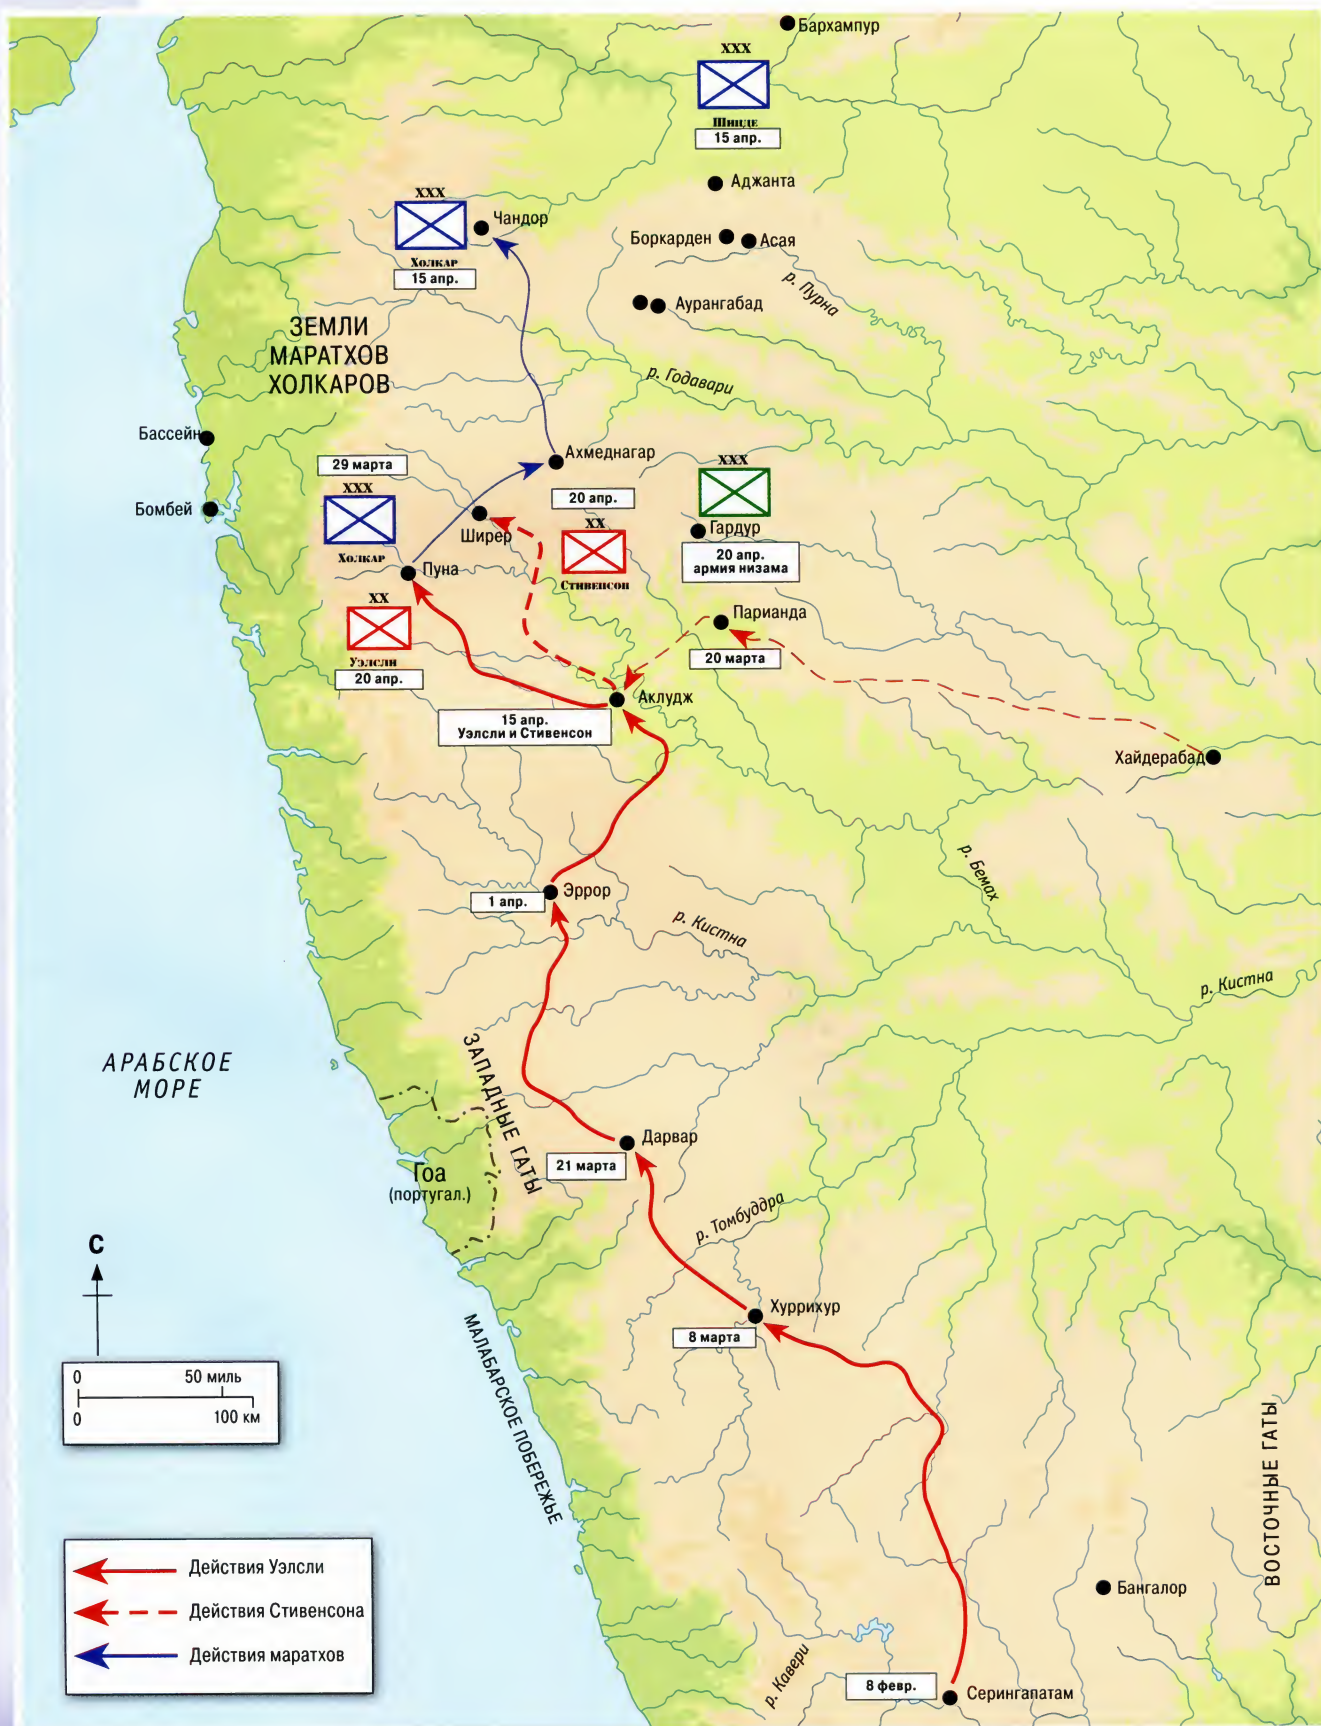 Бархампур
XXX
Шинде
15 апр.
Аджанта
XXX
Чандор
Холкар
15 апр.
Боркарден
Асая
р. Пурна
Аурангабад
ЗЕМЛИ
МАРАТХОВ
ХОЛКАРОВ
р. Годавари
Бассейн
Ахмеднагар
29 марта
XXX
Холкар
XXX
Бомбей
20 апр.
Ширер
XX
Стивенсон
Гардур
20 апр.
армия низама
Пуна
XX
Уэлсли
20 апр.
Парианда
20 марта
Аклудж
15 апр.
Уэлсли и Стивенсон
Хайдерабад
р. Бемах
Эррор
1 апр.
р. Кистна
р. Кистна
АРАБСКОЕ
МОРЕ
ЗАПАДНЫЕ ГАТЫ
Дарвар
21 марта
Гоа
(португал.)
р. Томбуддра
С
Хуррихур
8 марта
МАЛАБАРСКОЕ ПОБЕРЕЖЬЕ
0 50 миль
0 100 км
ВОСТОЧНЫЕ ГАТЫ
Действия Уэлсли
Действия Стивенсона
Действия маратхов
Бангалор
р. Кавери
8 февр.
Серингапатам